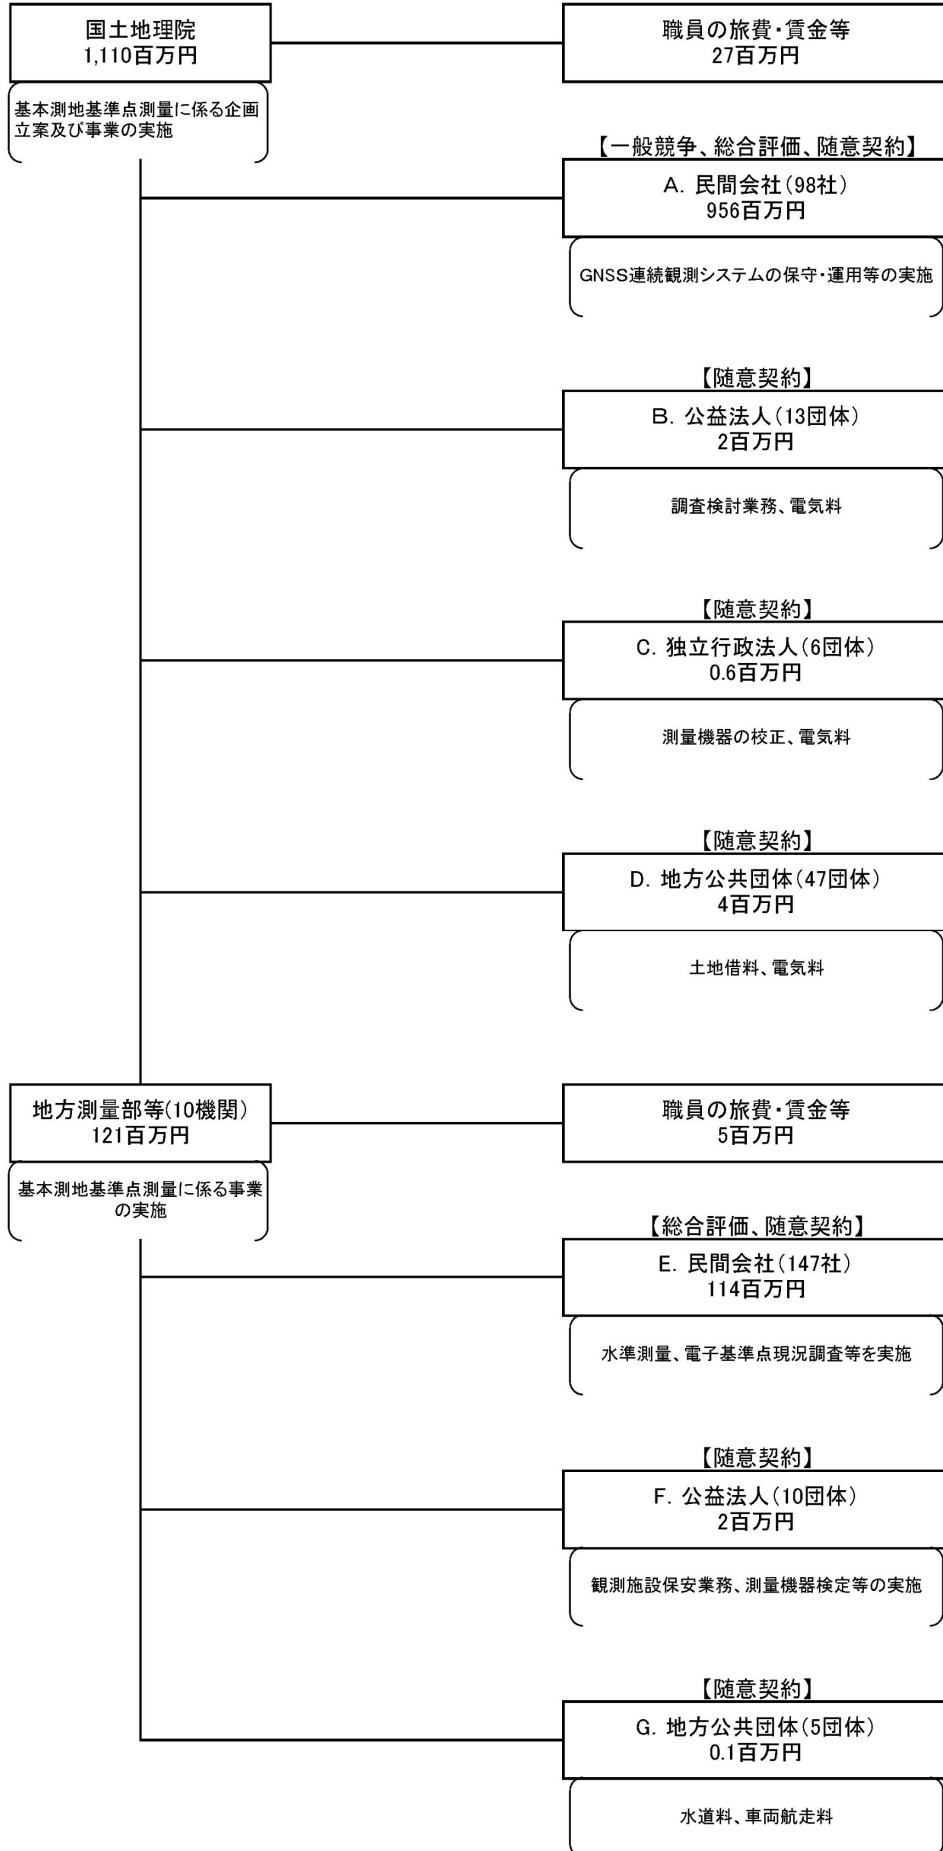 国土地理院
1,110百万円
職員の旅費・賃金等
27百万円
基本測地基準点測量に係る企画
立案及び事業の実施
【一般競争、総合評価、随意契約】
A. 民間会社(98社)
956百万円
GNSS連続観測システムの保守・運用等の実施
【随意契約】
B. 公益法人(13団体)
2百万円
調査検討業務、電気料
【随意契約】
C. 独立行政法人(6団体)
0.6百万円
測量機器の校正、電気料
【随意契約】
D. 地方公共団体(47団体)
4百万円
土地借料、電気料
地方測量部等(10機関)
121百万円
職員の旅費・賃金等
5百万円
基本測地基準点測量に係る事業
の実施
【総合評価、随意契約】
E. 民間会社(147社)
114百万円
水準測量、電子基準点現況調査等を実施
【随意契約】
F. 公益法人(10団体)
2百万円
観測施設保安業務、測量機器検定等の実施
【随意契約】
G. 地方公共団体(5団体)
0.1百万円
水道料、車両航走料